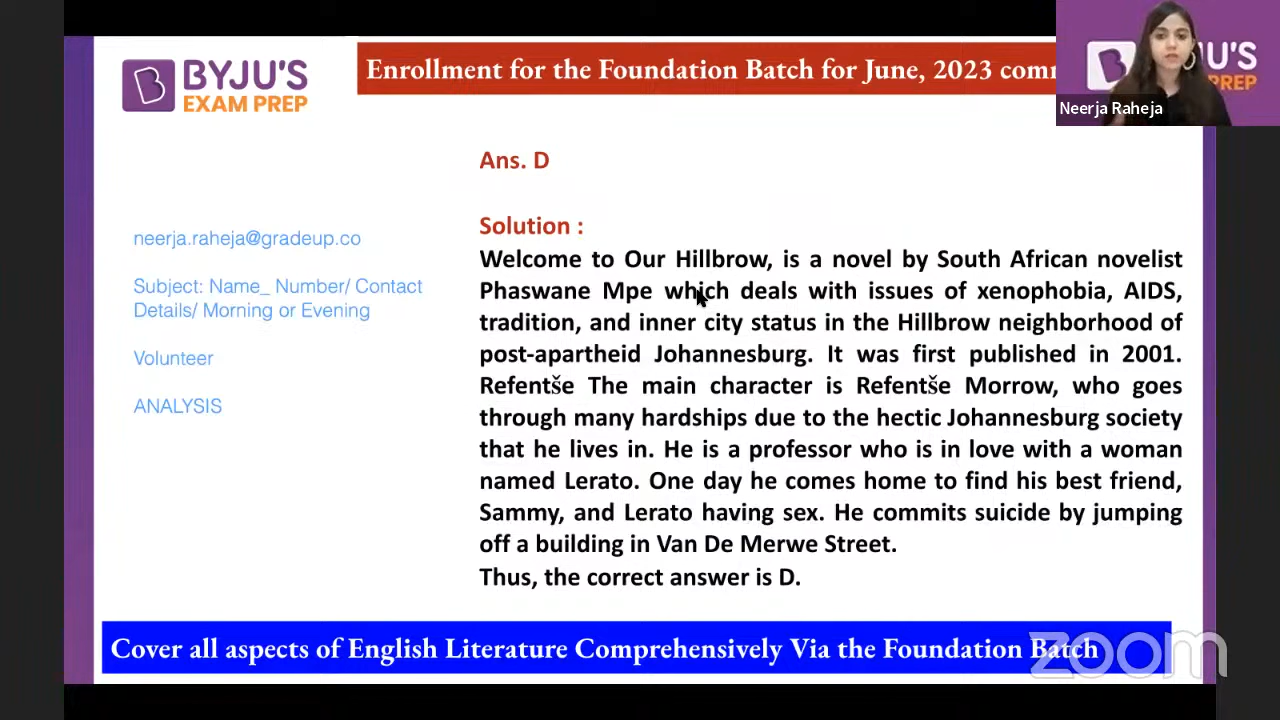 BYJU'S
EXAM PREP
Enrollment for the Foundation Batch for June, 2023
Neerja Raheja
Ans. D
neerja.raheja@gradeup.co
Subject: Name_ Number/ Contact
Details/ Morning or Evening
Volunteer
ANALYSIS
Solution :
Welcome to Our Hillbrow, is a novel by South African novelist
Phaswane Mpe which deals with issues of xenophobia, AIDS,
tradition, and inner city status in the Hillbrow neighborhood of
post-apartheid Johannesburg. It was first published in 2001.
Refentše The main character is Refentše Morrow, who goes
through many hardships due to the hectic Johannesburg society
that he lives in. He is a professor who is in love with a woman
named Lerato. One day he comes home to find his best friend,
Sammy, and Lerato having sex. He commits suicide by jumping
off a building in Van De Merwe Street.
Thus, the correct answer is D.
Cover all aspects of English Literature Comprehensively Via the Foundation Batch
zoom